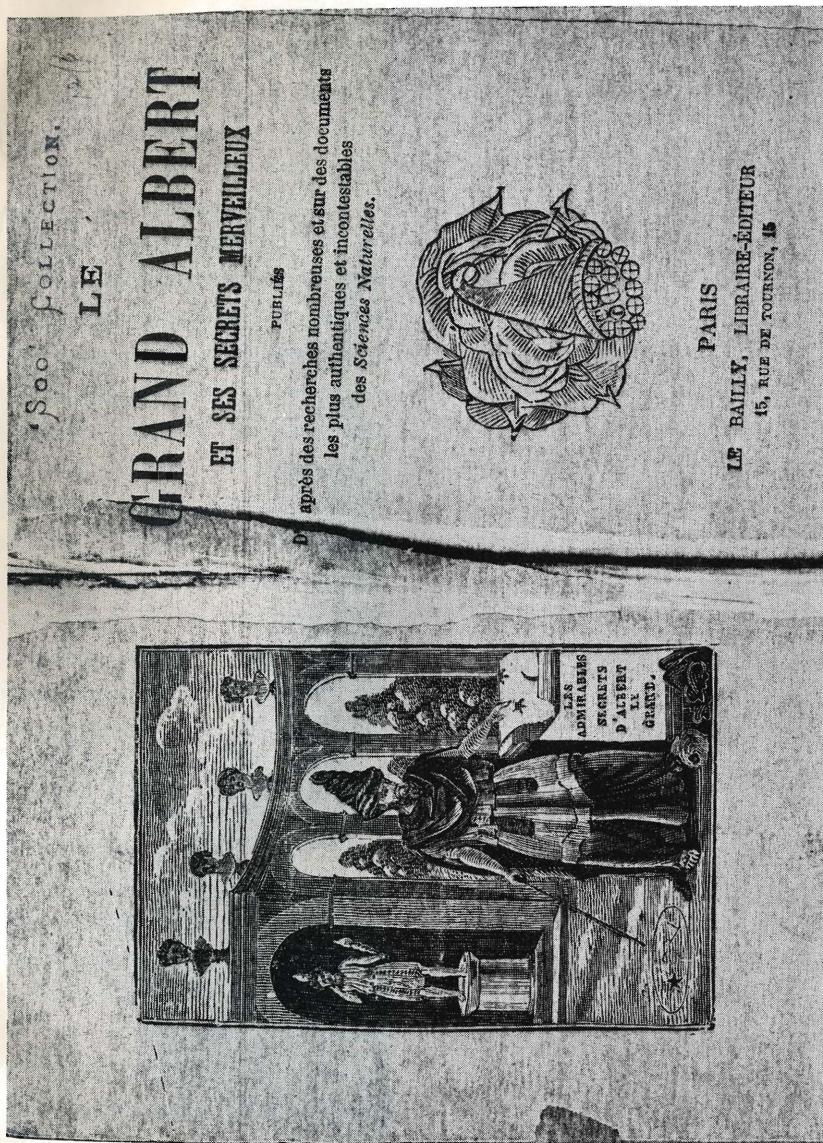 'Sao' COLLECTION.
LE
GRAND ALBERT
ET SES SECRETS MERVEILLEUX
PUBLIÉS
D'après des recherches nombreuses et sur des documents
les plus authentiques et incontestables
des Sciences Naturelles.
PARIS
LE BAILLY, LIBRAIRE-ÉDITEUR
15, RUE DE TOURNON, 15
LES
ADMIRABLES
SECRETS
D'ALBERT
LE
GRAND.